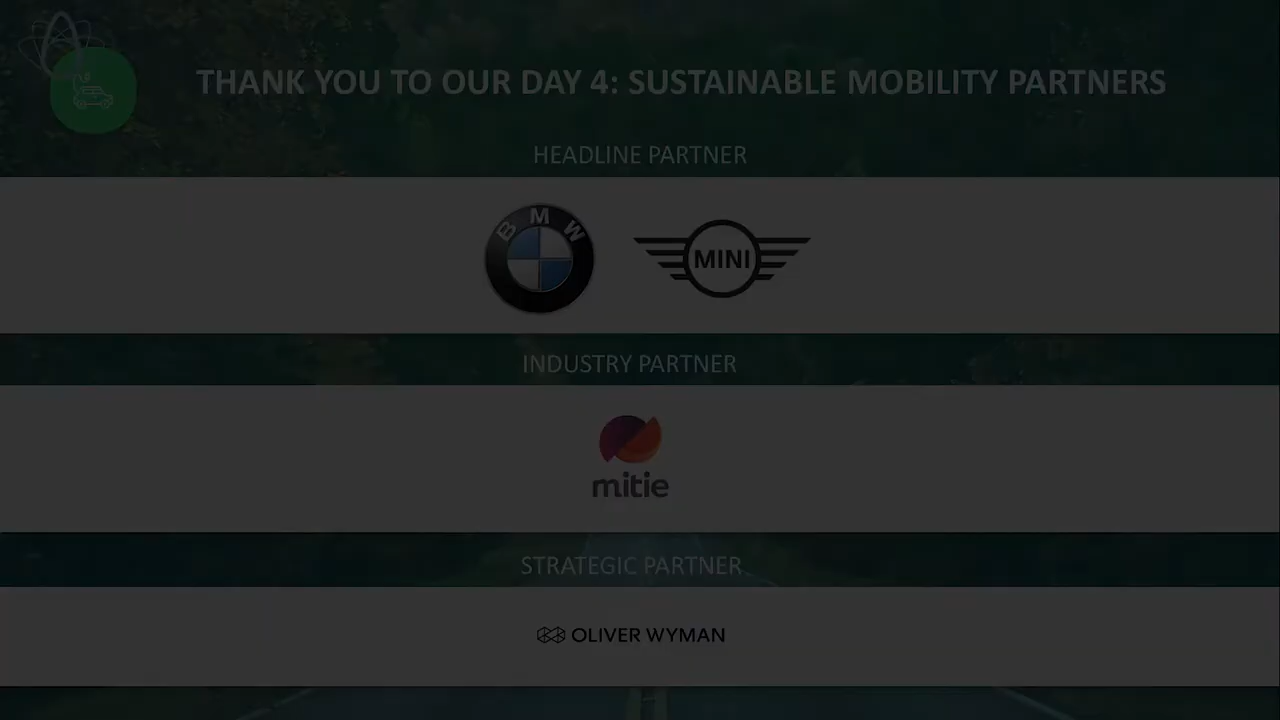 THANK YOU TO OUR DAY 4: SUSTAINABLE MOBILITY PARTNERS
HEADLINE PARTNER
BMW
MINI
INDUSTRY PARTNER
mitie
STRATEGIC PARTNER
OLIVER WYMAN